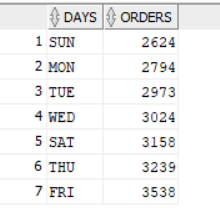 DAYS ORDERS
1 SUN 2624
2 MON 2794
3 TUE 2973
4 WED 3024
5 SAT 3158
6 THU 3239
7 FRI 3538